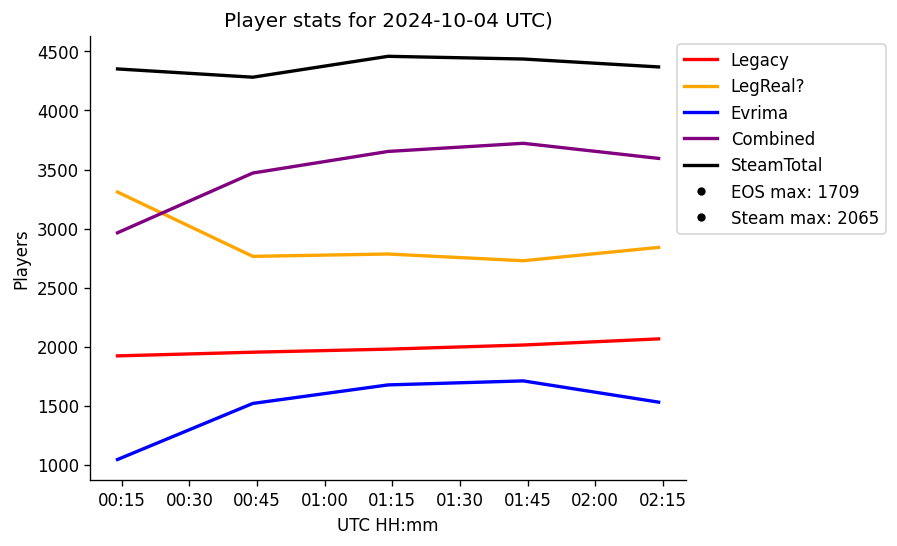 Player stats for 2024-10-04 UTC)
4500
4000
3500
3000
2500
2000
1500
1000
Players
00:15 00:30 00:45 01:00 01:15 01:30 01:45 02:00 02:15
UTC HH:mm
Legacy
LegReal?
Evrima
Combined
SteamTotal
EOS max: 1709
Steam max: 2065